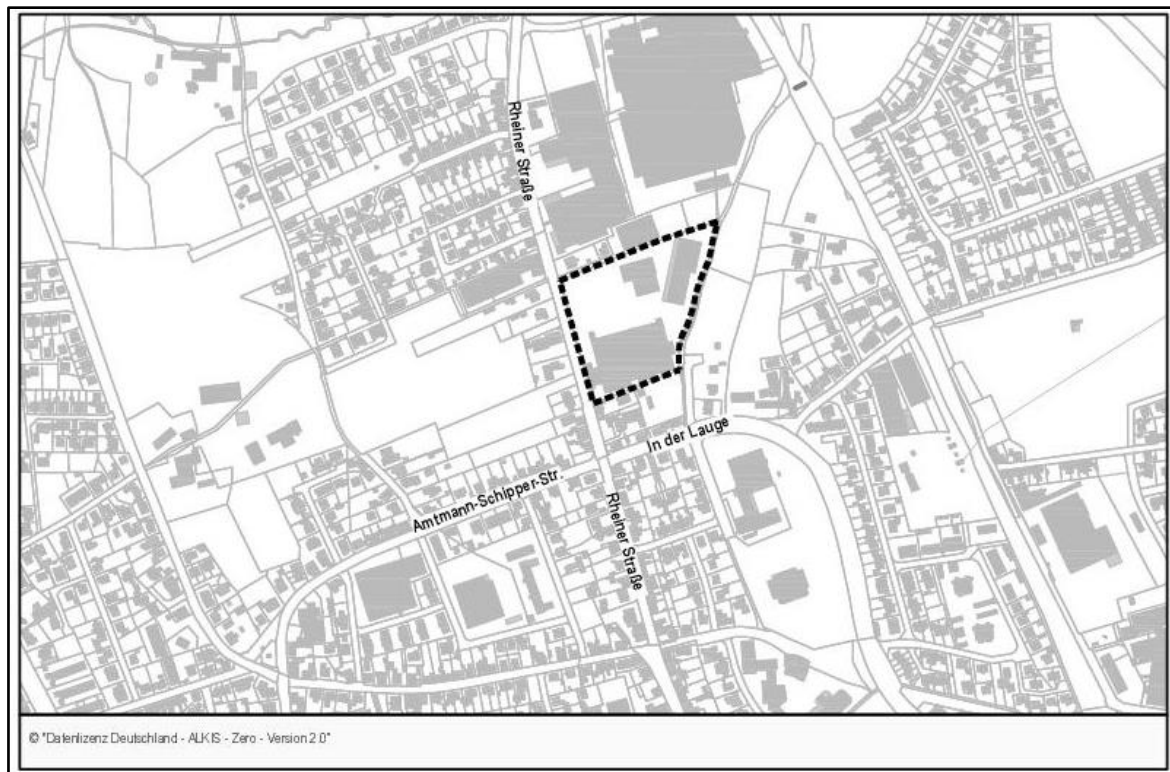 Rheiner Straße
In der Lauge
Amtmann-Schipper-Str.
Rheiner Straße
© "Datenlizenz Deutschland - ALKIS - Zero - Version 2.0"